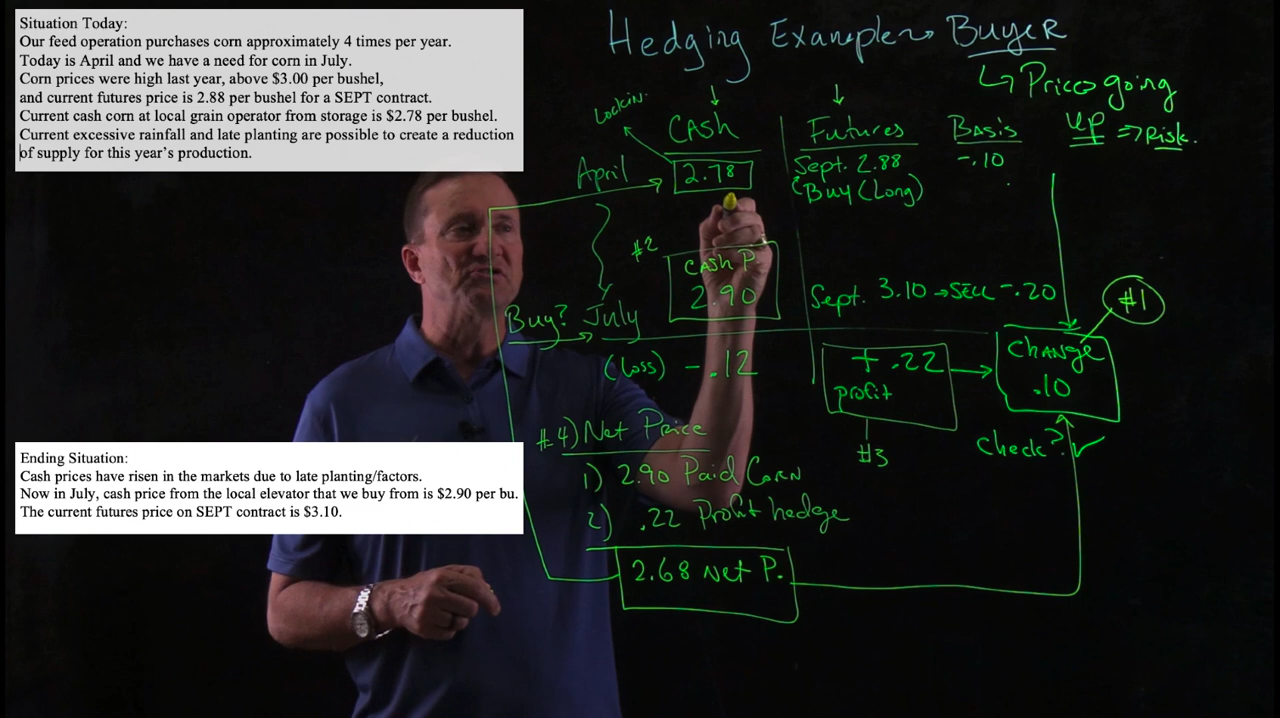 Situation Today:
Our feed operation purchases corn approximately 4 times per year.
Today is April and we have a need for corn in July.
Corn prices were high last year, above $3.00 per bushel,
and current futures price is 2.88 per bushel for a SEPT contract.
Current cash corn at local grain operator from storage is $2.78 per bushel.
Current excessive rainfall and late planting are possible to create a reduction
of supply for this year's production.
Hedging Example → Buyer
↳ Price going
up ⇒ Risk.
Lockin.
CASH
Futures
Basis
April → 2.78
Sept. 2.88
-.10
(Buy (Long)
#2
CASH P.
2.90
Buy? July
Sept. 3.10 → SELL -.20
#1
(Loss) - .12
+ .22
profit
CHANge
.10
#3
check? ✓
#4) Net Price
1) 2.90 Paid Corn
2) .22 Profit hedge
2.68 Net P.
Ending Situation:
Cash prices have risen in the markets due to late planting/factors.
Now in July, cash price from the local elevator that we buy from is $2.90 per bu.
The current futures price on SEPT contract is $3.10.